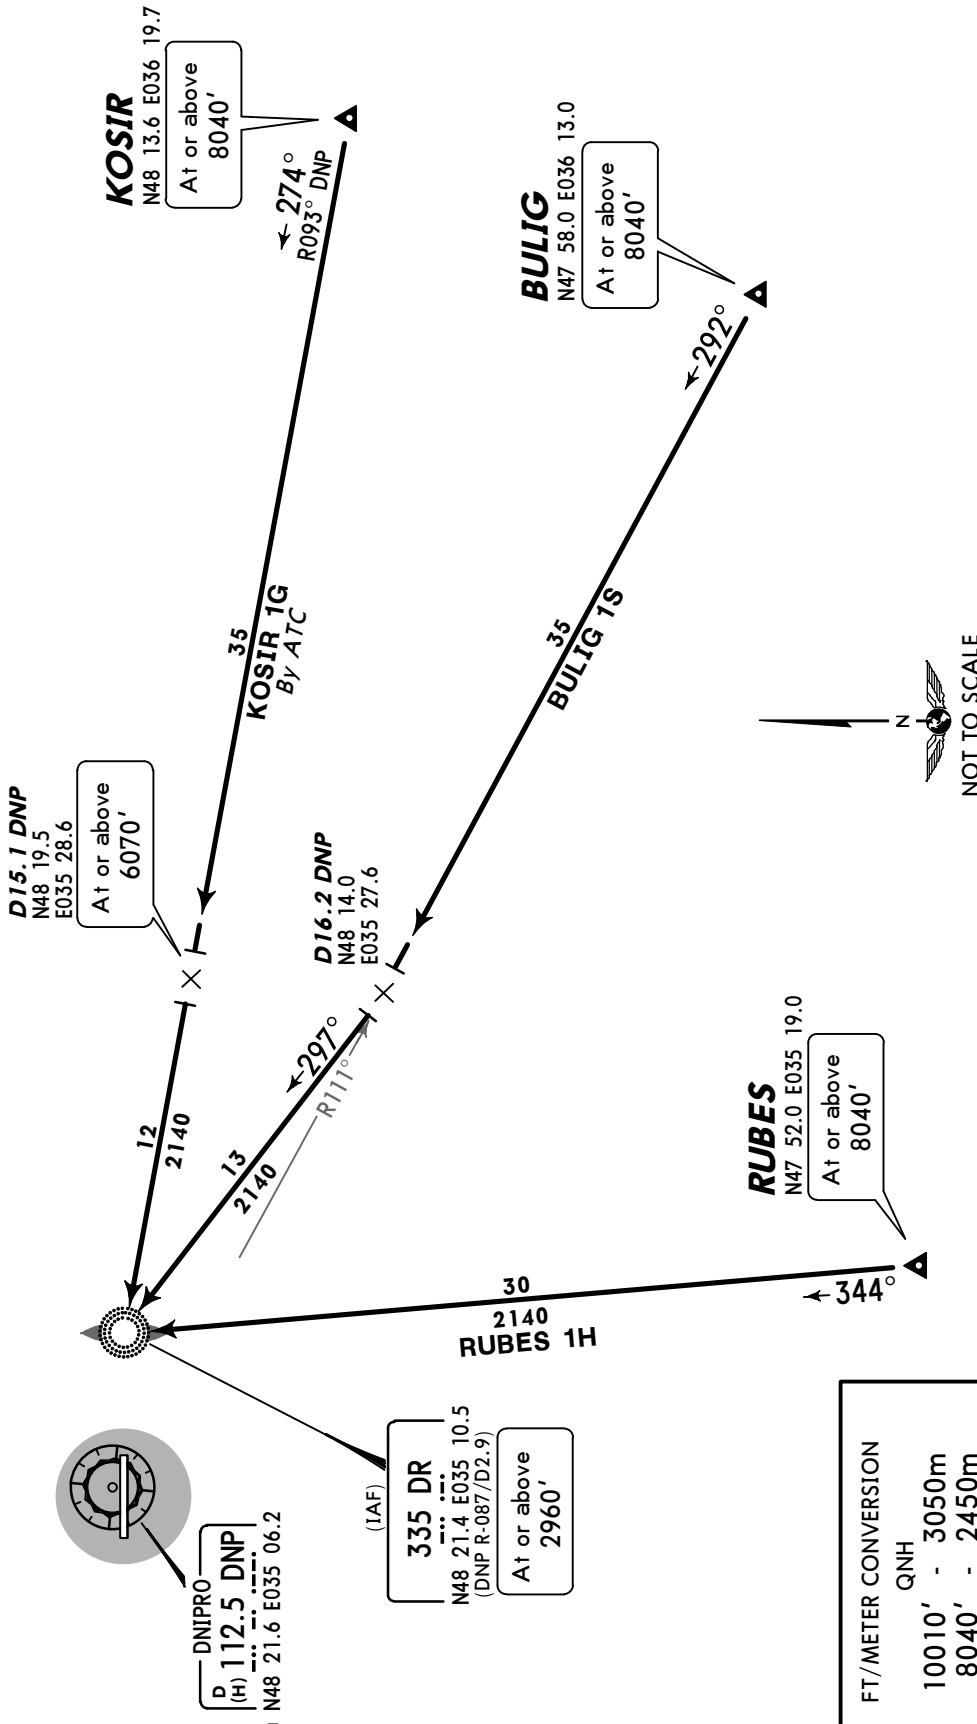 KOSIR
N48 13.6 E036 19.7
At or above
8040'
274°
R093° DNP
35
KOSIR 1G
By ATC
D15.1 DNP
N48 19.5
E035 28.6
At or above
6070'
12
2140
BULIG
N47 58.0 E036 13.0
At or above
8040'
292°
35
BULIG 1S
D16.2 DNP
N48 14.0
E035 27.6
297°
R111°
13
2140
RUBES
N47 52.0 E035 19.0
At or above
8040'
344°
30
2140
RUBES 1H
DNIPRO
D
(H) 112.5 DNP
N48 21.6 E035 06.2
(IAF)
335 DR
N48 21.4 E035 10.5
(DNP R-087/D2.9)
At or above
2960'
N
NOT TO SCALE
FT/METER CONVERSION
QNH
10010' - 3050m
8040' - 2450m